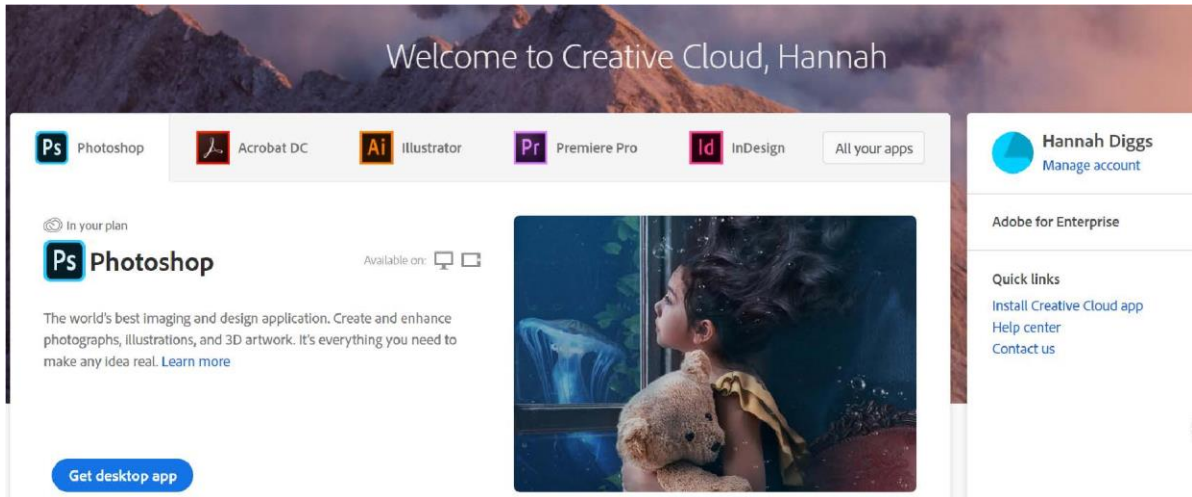 Welcome to Creative Cloud, Hannah
Ps Photoshop
Acrobat DC
Ai Illustrator
Pr Premiere Pro
Id InDesign
All your apps
In your plan
Ps Photoshop
Available on:
The world's best imaging and design application. Create and enhance
photographs, illustrations, and 3D artwork. It's everything you need to
make any idea real. Learn more
Get desktop app
Hannah Diggs
Manage account
Adobe for Enterprise
Quick links
Install Creative Cloud app
Help center
Contact us